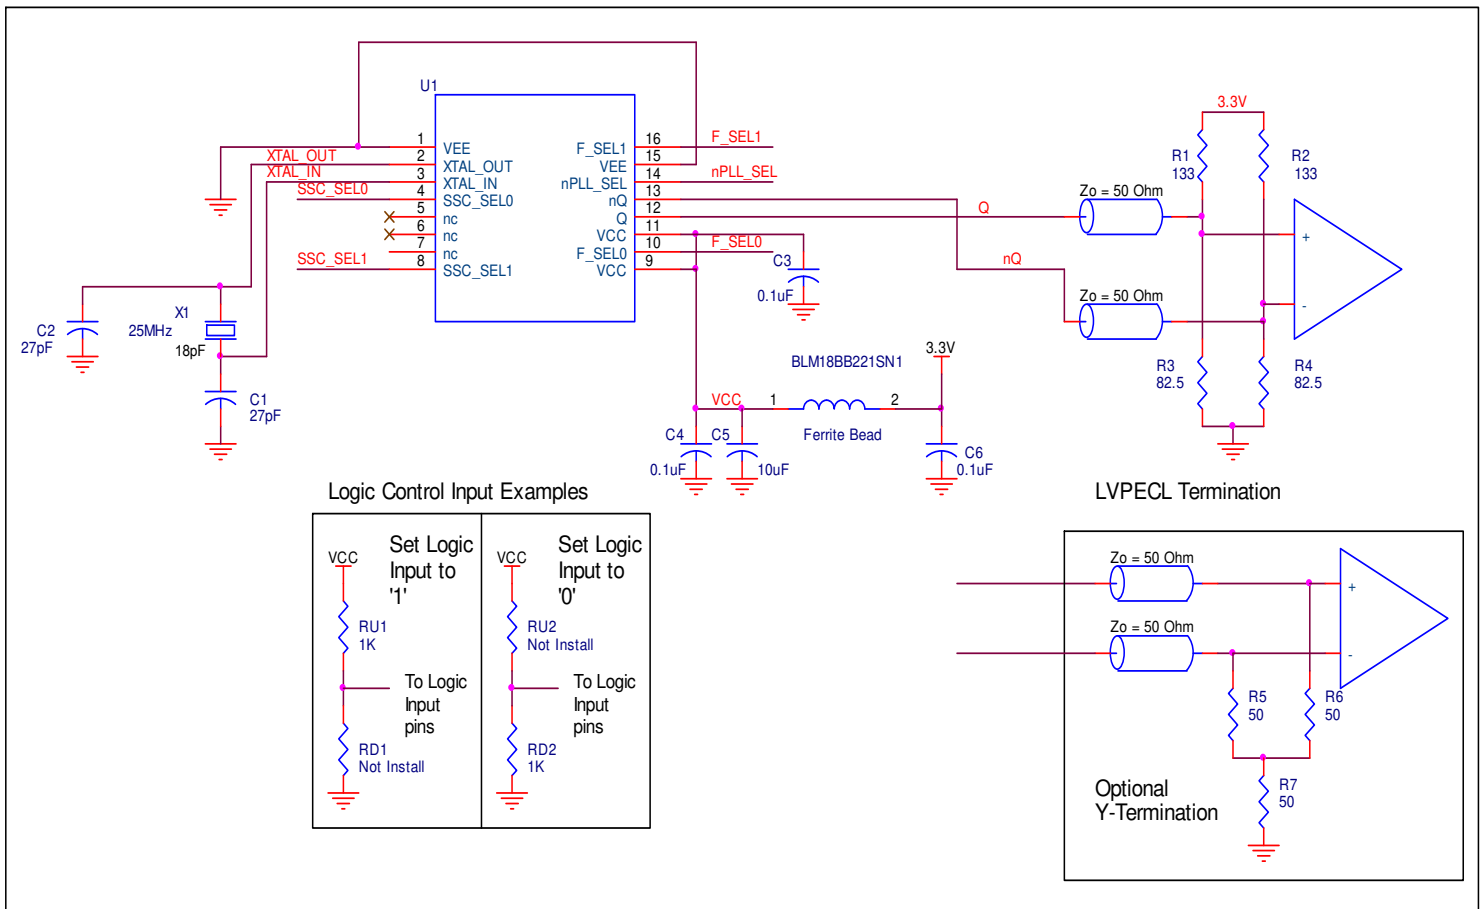 U1
1 VEE
2 XTAL_OUT
3 XTAL_IN
4 SSC_SEL0
5 nc
6 nc
7 nc
8 SSC_SEL1
F_SEL1 16
VEE 15
nPLL_SEL 14
nQ 13
Q 12
VCC 11
F_SEL0 10
VCC 9
XTAL_OUT
XTAL_IN
SSC_SEL0
SSC_SEL1
F_SEL1
nPLL_SEL
F_SEL0
Q
nQ
C2
27pF
X1
25MHz
18pF
C1
27pF
C3
0.1uF
3.3V
BLM18BB221SN1
VCC
1
2
Ferrite Bead
C4
0.1uF
C5
10uF
C6
0.1uF
3.3V
R1
133
R2
133
Zo = 50 Ohm
Zo = 50 Ohm
+
-
R3
82.5
R4
82.5
Logic Control Input Examples
VCC
Set Logic
Input to
'1'
RU1
1K
To Logic
Input
pins
RD1
Not Install
VCC
Set Logic
Input to
'0'
RU2
Not Install
To Logic
Input
pins
RD2
1K
LVPECL Termination
Zo = 50 Ohm
Zo = 50 Ohm
+
-
R5
50
R6
50
R7
50
Optional
Y-Termination